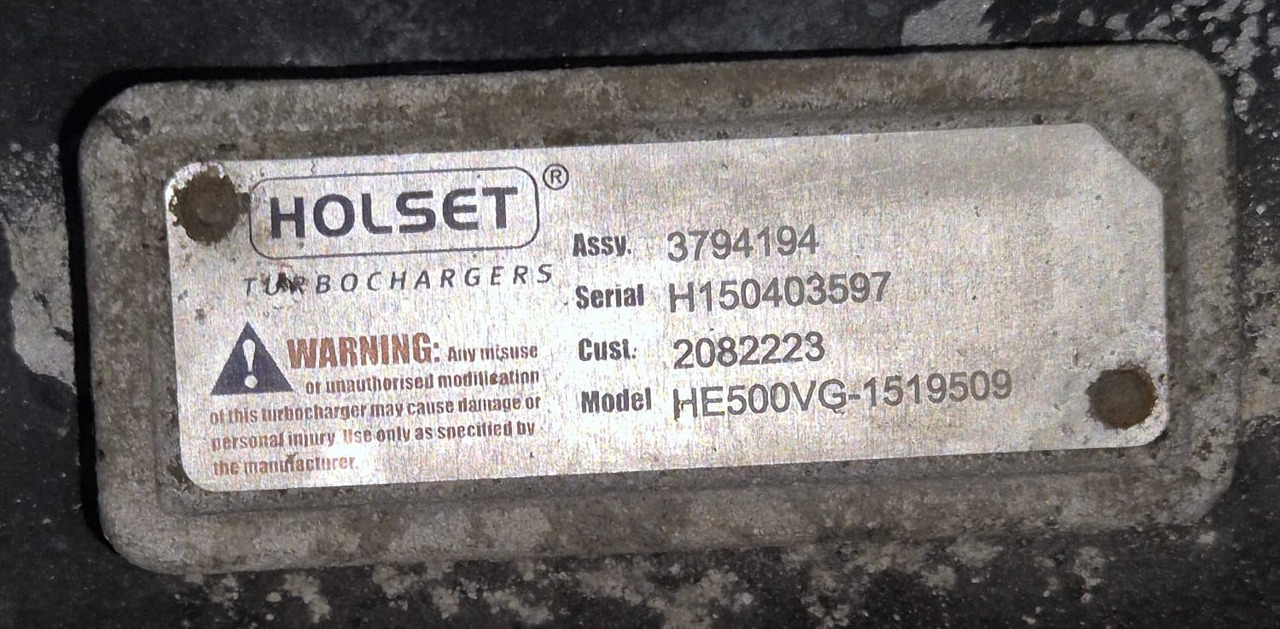 HOLSET®
TURBOCHARGERS
WARNING: Any misuse
or unauthorised modification
of this turbocharger may cause damage or
personal injury. Use only as specified by
the manufacturer.
Assy. 3794194
Serial H150403597
Cust. 2082223
Model HE500VG-1519509